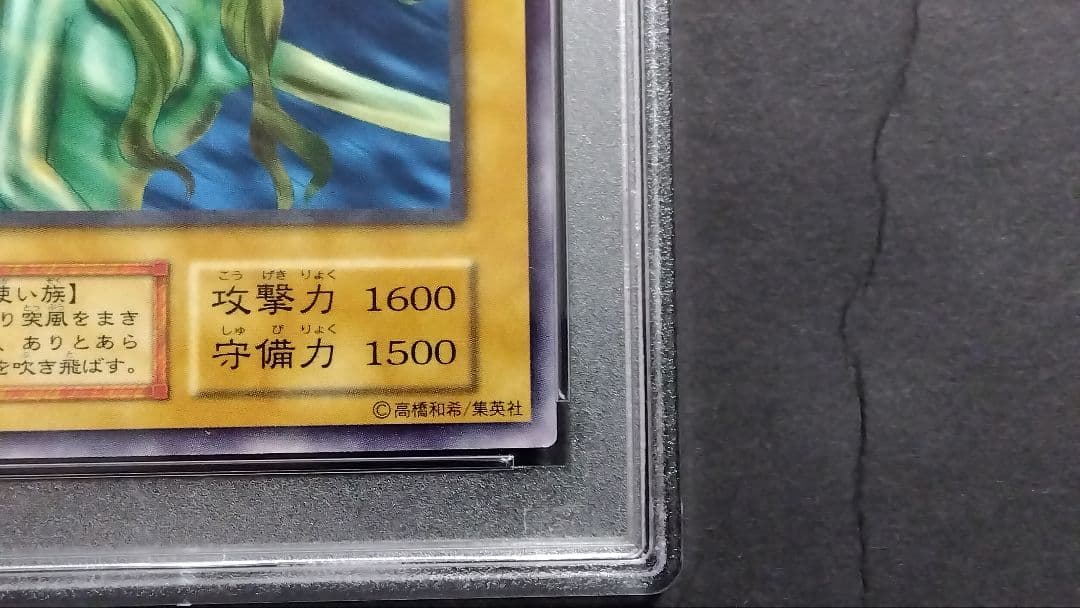 使い族】
り突風をまき
、ありとあら
を吹き飛ばす。
こう げき りょく
攻撃力 1600
しゅ び りょく
守備力 1500
©高橋和希/集英社